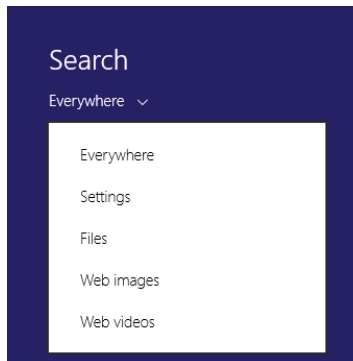 Search
Everywhere
Everywhere
Settings
Files
Web images
Web videos